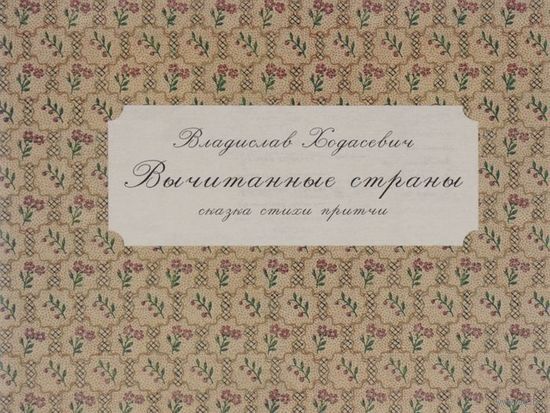 Владислав Ходасевич
Вычитанные страны
сказка стихи притчи